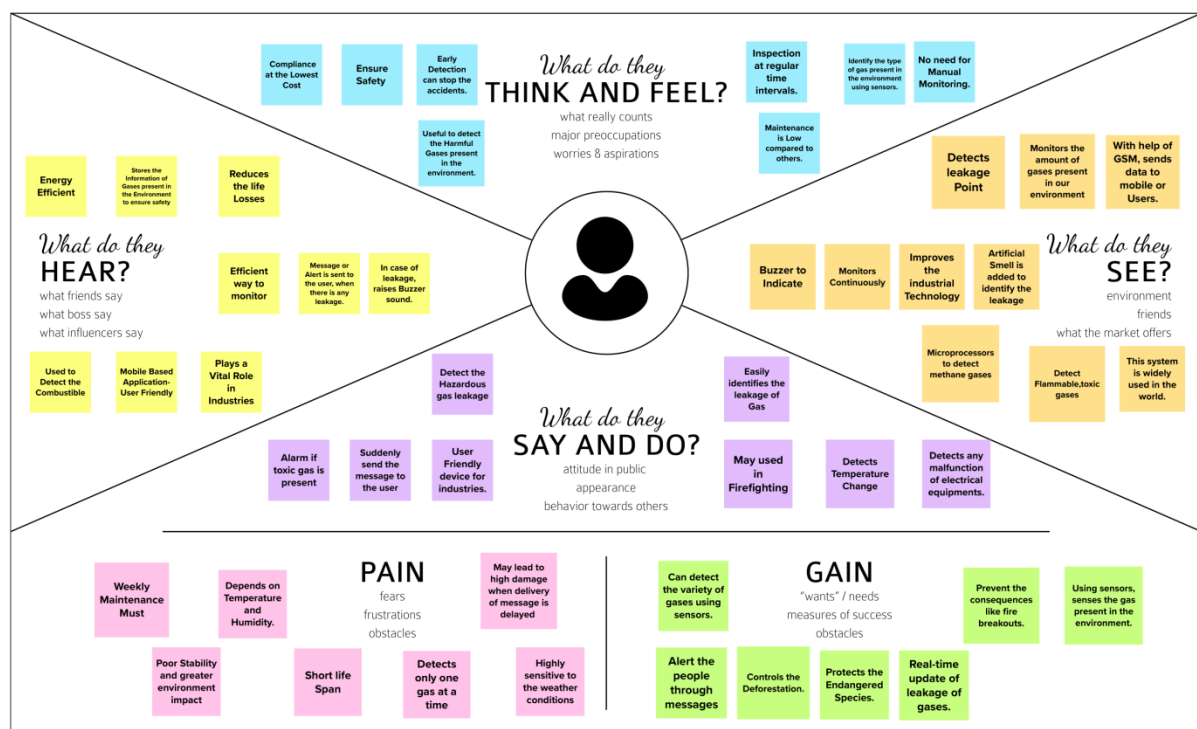 What do they
THINK AND FEEL?
what really counts
major preoccupations
worries & aspirations
Compliance
at the Lowest
Cost
Ensure
Safety
Early
Detection
can stop the
accidents.
Useful to detect
the Harmful
Gases present
in the
environment.
Inspection
at regular
time
intervals.
Identify the type
of gas present in
the environment
using sensors.
No need for
Manual
Monitoring.
Maintenance
is Low
compared to
others.
What do they
HEAR?
what friends say
what boss say
what influencers say
Energy
Efficient
Stores the
Information of
Gases present in
the Environment
to ensure safety
Reduces
the life
Losses
Efficient
way to
monitor
Message or
Alert is sent to
the user, when
there is any
leakage.
In case of
leakage,
raises Buzzer
sound.
Used to
Detect the
Combustible
Mobile Based
Application-
User Friendly
Plays a
Vital Role in
Industries
What do they
SEE?
environment
friends
what the market offers
Detects
leakage
Point
Monitors the
amount of
gases present
in our
environment
With help of
GSM, sends
data to
mobile or
Users.
Buzzer to
Indicate
Monitors
Continuously
Improves
the
industrial
Technology
Artificial
Smell is
added to
identify the
leakage
Microprocessors
to detect
methane gases
Detect
Flammable,toxic
gases
This system
is widely
used in the
world.
What do they
SAY AND DO?
attitude in public
appearance
behavior towards others
Detect the
Hazardous
gas leakage
Alarm if
toxic gas is
present
Suddenly
send the
message to
the user
User
Friendly
device for
industries.
Easily
identifies the
leakage of
Gas
May used
in
Firefighting
Detects
Temperature
Change
Detects any
malfunction of
electrical
equipments.
PAIN
fears
frustrations
obstacles
Weekly
Maintenance
Must
Depends on
Temperature
and
Humidity.
May lead to
high damage
when delivery
of message is
delayed
Poor Stability
and greater
environment
impact
Short life
Span
Detects
only one
gas at a
time
Highly
sensitive to
the weather
conditions
GAIN
"wants" / needs
measures of success
obstacles
Can detect
the variety of
gases using
sensors.
Prevent the
consequences
like fire
breakouts.
Using sensors,
senses the gas
present in the
environment.
Alert the
people
through
messages
Controls the
Deforestation.
Protects the
Endangered
Species.
Real-time
update of
leakage of
gases.